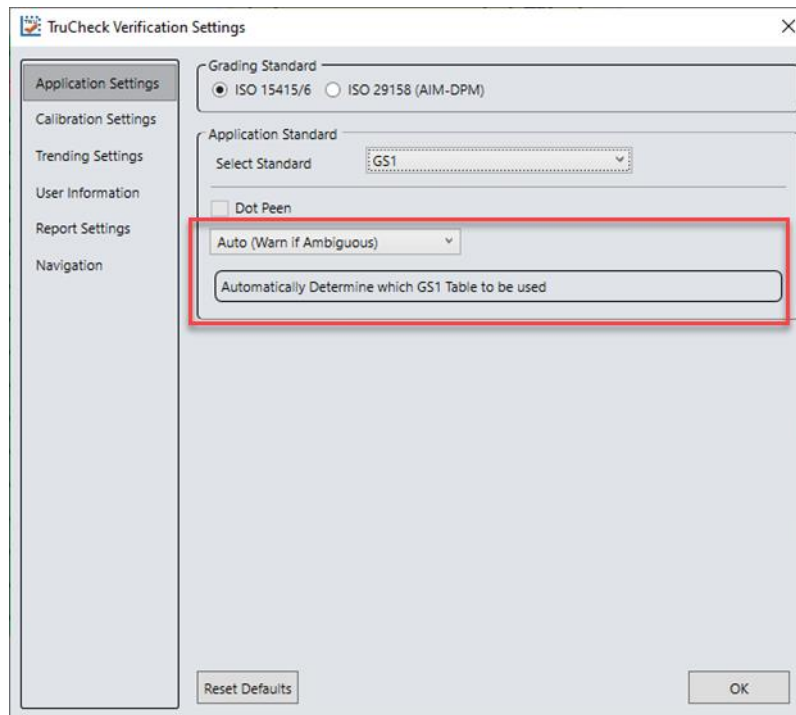 TruCheck Verification Settings
Application Settings
Calibration Settings
Trending Settings
User Information
Report Settings
Navigation
Grading Standard
ISO 15415/6 ISO 29158 (AIM-DPM)
Application Standard
Select Standard GS1
Dot Peen
Auto (Warn if Ambiguous)
Automatically Determine which GS1 Table to be used
Reset Defaults OK